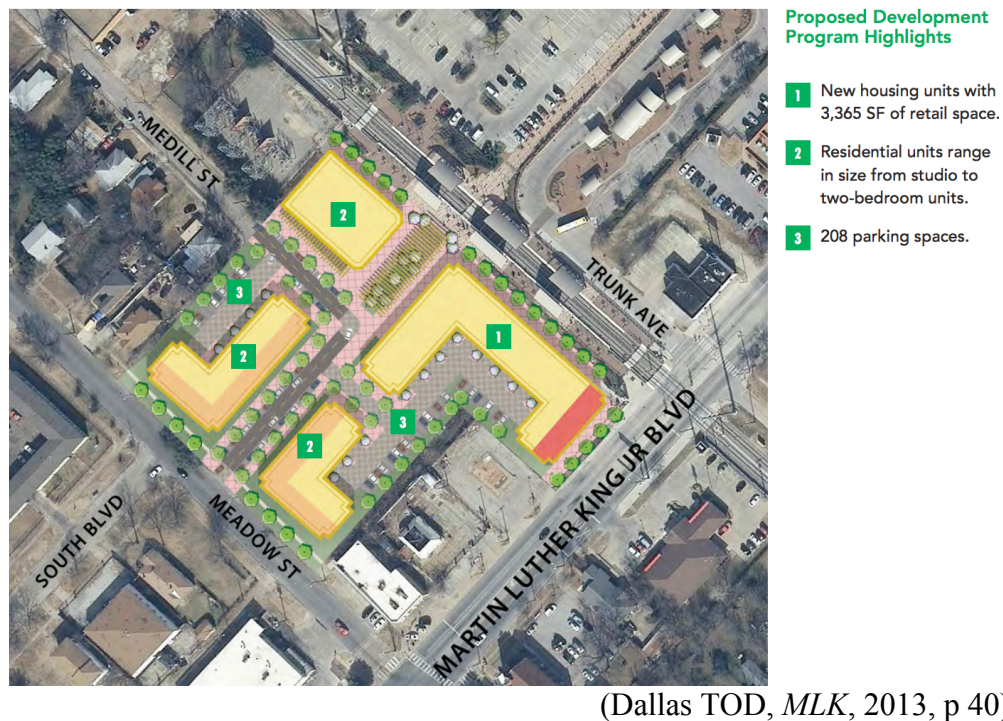 Proposed Development
Program Highlights
1 New housing units with
3,365 SF of retail space.
2 Residential units range
in size from studio to
two-bedroom units.
3 208 parking spaces.
MEDILL ST
2
3
TRUNK AVE
1
2
3
2
SOUTH BLVD
MEADOW ST
MARTIN LUTHER KING JR BLVD
(Dallas TOD, MLK, 2013, p 40)